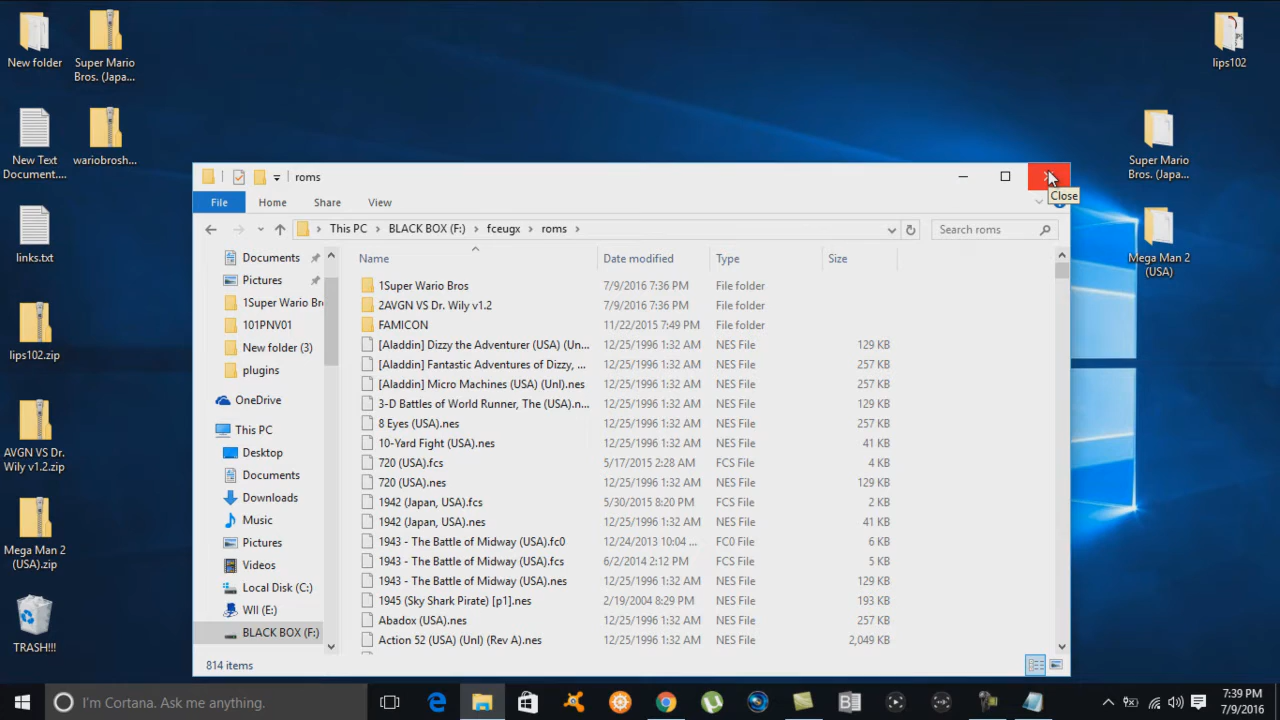 New folder
Super Mario
Bros. (Japa...
New Text
Document....
wariobrosh...
links.txt
lips102.zip
AVGN VS Dr.
Wily v1.2.zip
Mega Man 2
(USA).zip
TRASH!!!
lips102
Super Mario
Bros. (Japa...
Mega Man 2
(USA)
roms
Close
File
Home
Share
View
This PC
BLACK BOX (F:)
fceugx
roms
Search roms
Documents
Pictures
1Super Wario Br
101PNV01
New folder (3)
plugins
OneDrive
This PC
Desktop
Documents
Downloads
Music
Pictures
Videos
Local Disk (C:)
WII (E:)
BLACK BOX (F:)
Name Date modified Type Size
1Super Wario Bros 7/9/2016 7:36 PM File folder
2AVGN VS Dr. Wily v1.2 7/9/2016 7:36 PM File folder
FAMICON 11/22/2015 7:49 PM File folder
[Aladdin] Dizzy the Adventurer (USA) (Un... 12/25/1996 1:32 AM NES File 129 KB
[Aladdin] Fantastic Adventures of Dizzy, ... 12/25/1996 1:32 AM NES File 257 KB
[Aladdin] Micro Machines (USA) (Unl).nes 12/25/1996 1:32 AM NES File 257 KB
3-D Battles of World Runner, The (USA).n... 12/25/1996 1:32 AM NES File 129 KB
8 Eyes (USA).nes 12/25/1996 1:32 AM NES File 257 KB
10-Yard Fight (USA).nes 12/25/1996 1:32 AM NES File 41 KB
720 (USA).fcs 5/17/2015 2:28 AM FCS File 4 KB
720 (USA).nes 12/25/1996 1:32 AM NES File 129 KB
1942 (Japan, USA).fcs 5/30/2015 8:20 PM FCS File 2 KB
1942 (Japan, USA).nes 12/25/1996 1:32 AM NES File 41 KB
1943 - The Battle of Midway (USA).fc0 12/24/2013 10:04 ... FC0 File 6 KB
1943 - The Battle of Midway (USA).fcs 6/2/2014 2:12 PM FCS File 5 KB
1943 - The Battle of Midway (USA).nes 12/25/1996 1:32 AM NES File 129 KB
1945 (Sky Shark Pirate) [p1].nes 2/19/2004 8:29 PM NES File 193 KB
Abadox (USA).nes 12/25/1996 1:32 AM NES File 257 KB
Action 52 (USA) (Unl) (Rev A).nes 12/25/1996 1:32 AM NES File 2,049 KB
814 items
I'm Cortana. Ask me anything.
7:39 PM
7/9/2016